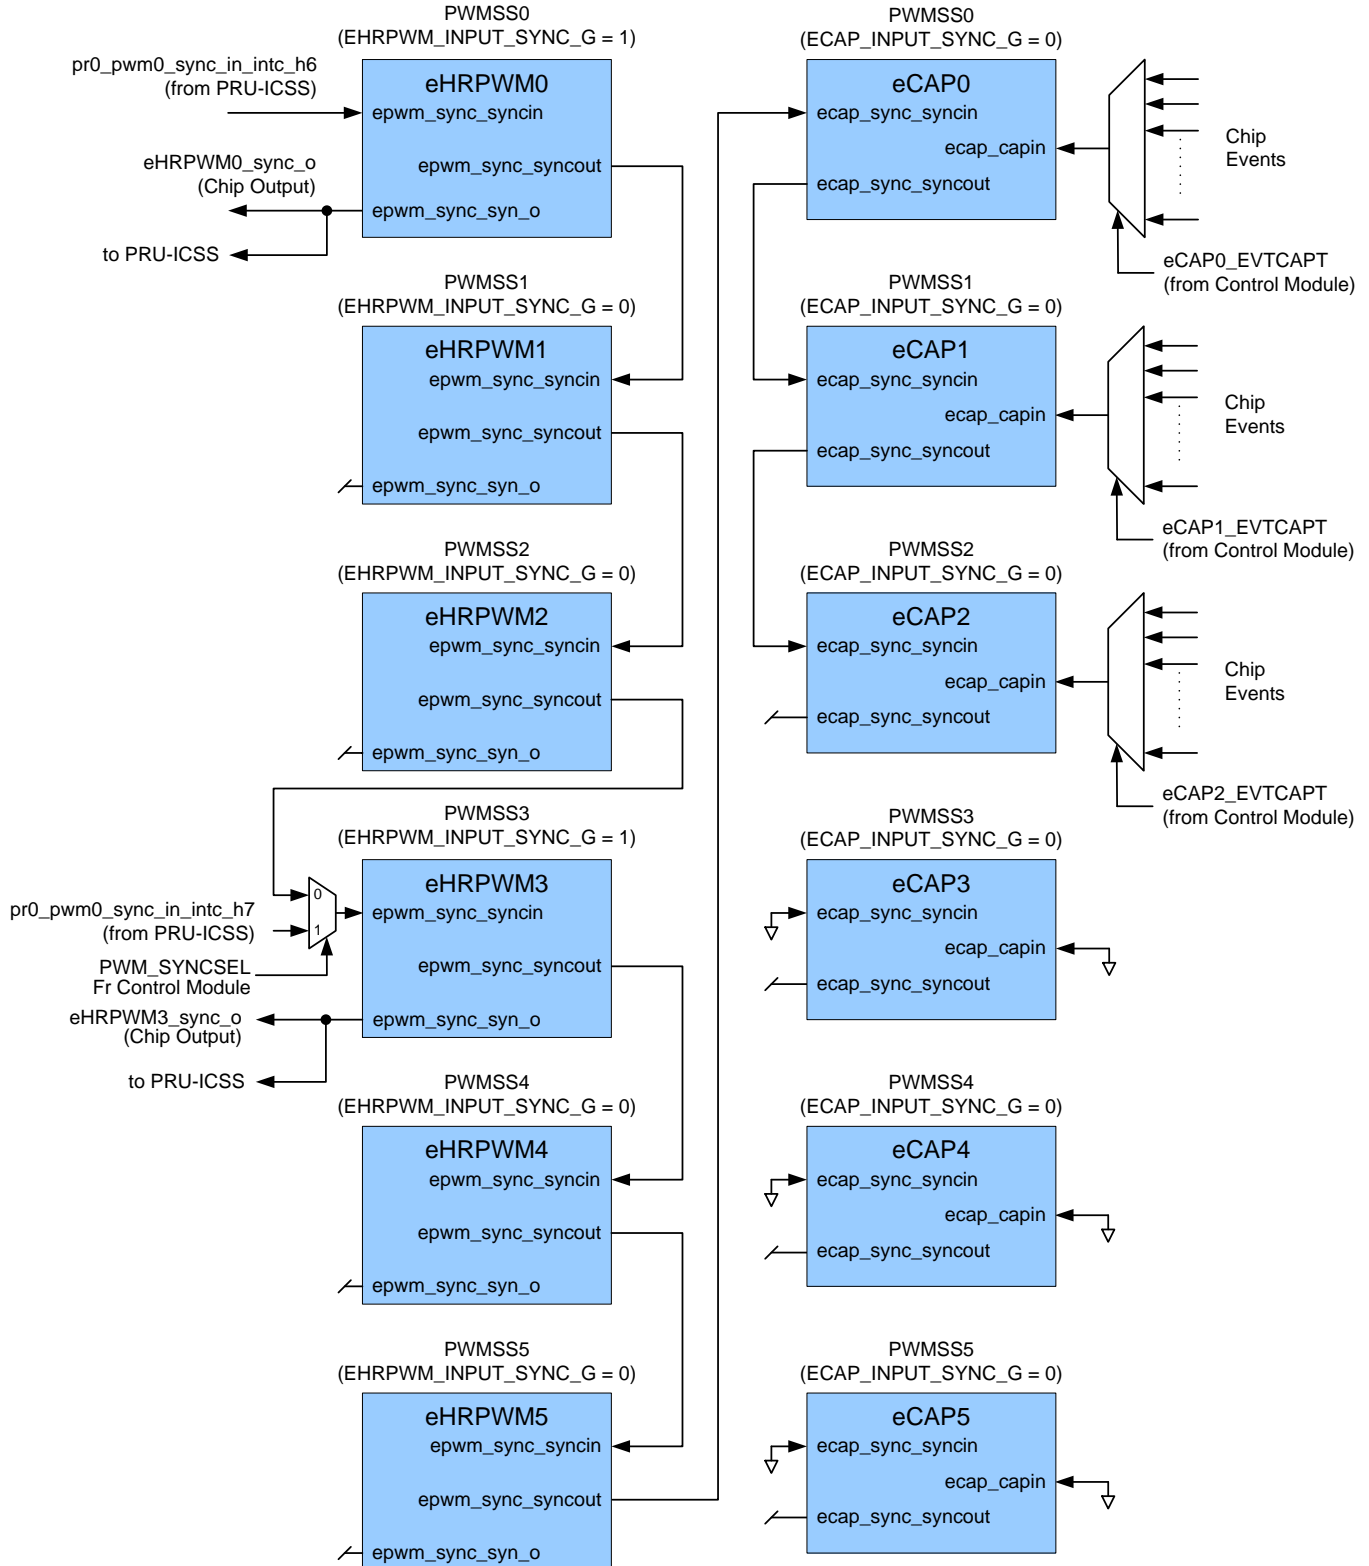 PWMSS0
(EHRPWM_INPUT_SYNC_G = 1)
pr0_pwm0_sync_in_intc_h6
(from PRU-ICSS)
eHRPWM0
epwm_sync_syncin
epwm_sync_syncout
epwm_sync_syn_o
eHRPWM0_sync_o
(Chip Output)
to PRU-ICSS
PWMSS1
(EHRPWM_INPUT_SYNC_G = 0)
eHRPWM1
epwm_sync_syncin
epwm_sync_syncout
epwm_sync_syn_o
PWMSS2
(EHRPWM_INPUT_SYNC_G = 0)
eHRPWM2
epwm_sync_syncin
epwm_sync_syncout
epwm_sync_syn_o
PWMSS3
(EHRPWM_INPUT_SYNC_G = 1)
eHRPWM3
epwm_sync_syncin
epwm_sync_syncout
epwm_sync_syn_o
0
1
pr0_pwm0_sync_in_intc_h7
(from PRU-ICSS)
PWM_SYNCSEL
Fr Control Module
eHRPWM3_sync_o
(Chip Output)
to PRU-ICSS
PWMSS4
(EHRPWM_INPUT_SYNC_G = 0)
eHRPWM4
epwm_sync_syncin
epwm_sync_syncout
epwm_sync_syn_o
PWMSS5
(EHRPWM_INPUT_SYNC_G = 0)
eHRPWM5
epwm_sync_syncin
epwm_sync_syncout
epwm_sync_syn_o
PWMSS0
(ECAP_INPUT_SYNC_G = 0)
eCAP0
ecap_sync_syncin
ecap_capin
ecap_sync_syncout
Chip
Events
eCAP0_EVTCAPT
(from Control Module)
PWMSS1
(ECAP_INPUT_SYNC_G = 0)
eCAP1
ecap_sync_syncin
ecap_capin
ecap_sync_syncout
Chip
Events
eCAP1_EVTCAPT
(from Control Module)
PWMSS2
(ECAP_INPUT_SYNC_G = 0)
eCAP2
ecap_sync_syncin
ecap_capin
ecap_sync_syncout
Chip
Events
eCAP2_EVTCAPT
(from Control Module)
PWMSS3
(ECAP_INPUT_SYNC_G = 0)
eCAP3
ecap_sync_syncin
ecap_capin
ecap_sync_syncout
PWMSS4
(ECAP_INPUT_SYNC_G = 0)
eCAP4
ecap_sync_syncin
ecap_capin
ecap_sync_syncout
PWMSS5
(ECAP_INPUT_SYNC_G = 0)
eCAP5
ecap_sync_syncin
ecap_capin
ecap_sync_syncout